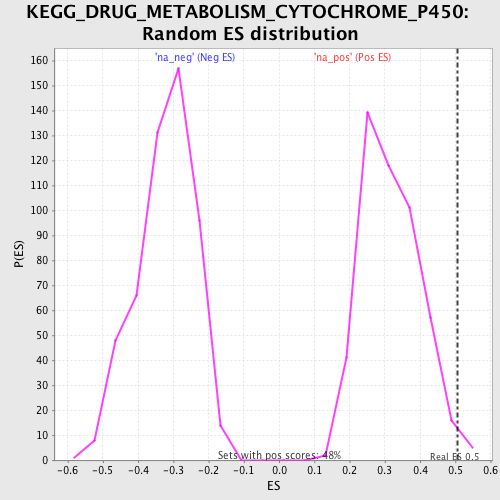 KEGG_DRUG_METABOLISM_CYTOCHROME_P450:
Random ES distribution
'na_neg' (Neg ES) 'na_pos' (Pos ES)
160
150
140
130
120
110
100
90
80
70
60
50
40
30
20
10
0
P(ES)
Sets with pos scores: 48%
Real ES 0.5
-0.6 -0.5 -0.4 -0.3 -0.2 -0.1 0.0 0.1 0.2 0.3 0.4 0.5 0.6
ES